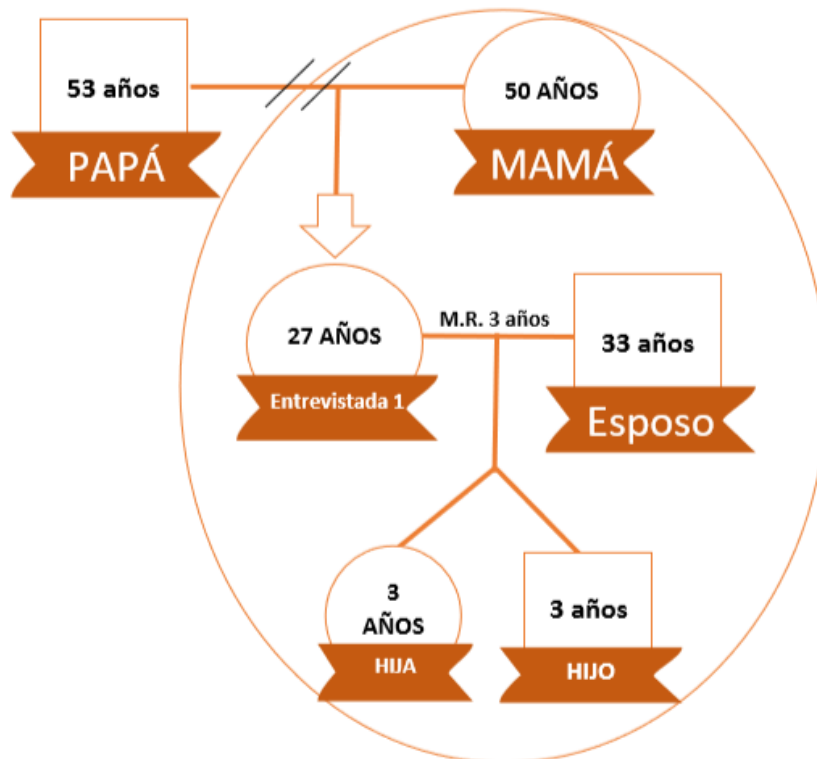 53 años
50 AÑOS
PAPÁ
MAMÁ
M.R. 3 años
27 AÑOS
33 años
Entrevistada 1
Esposo
3
AÑOS
3 años
HIJA
HIJO